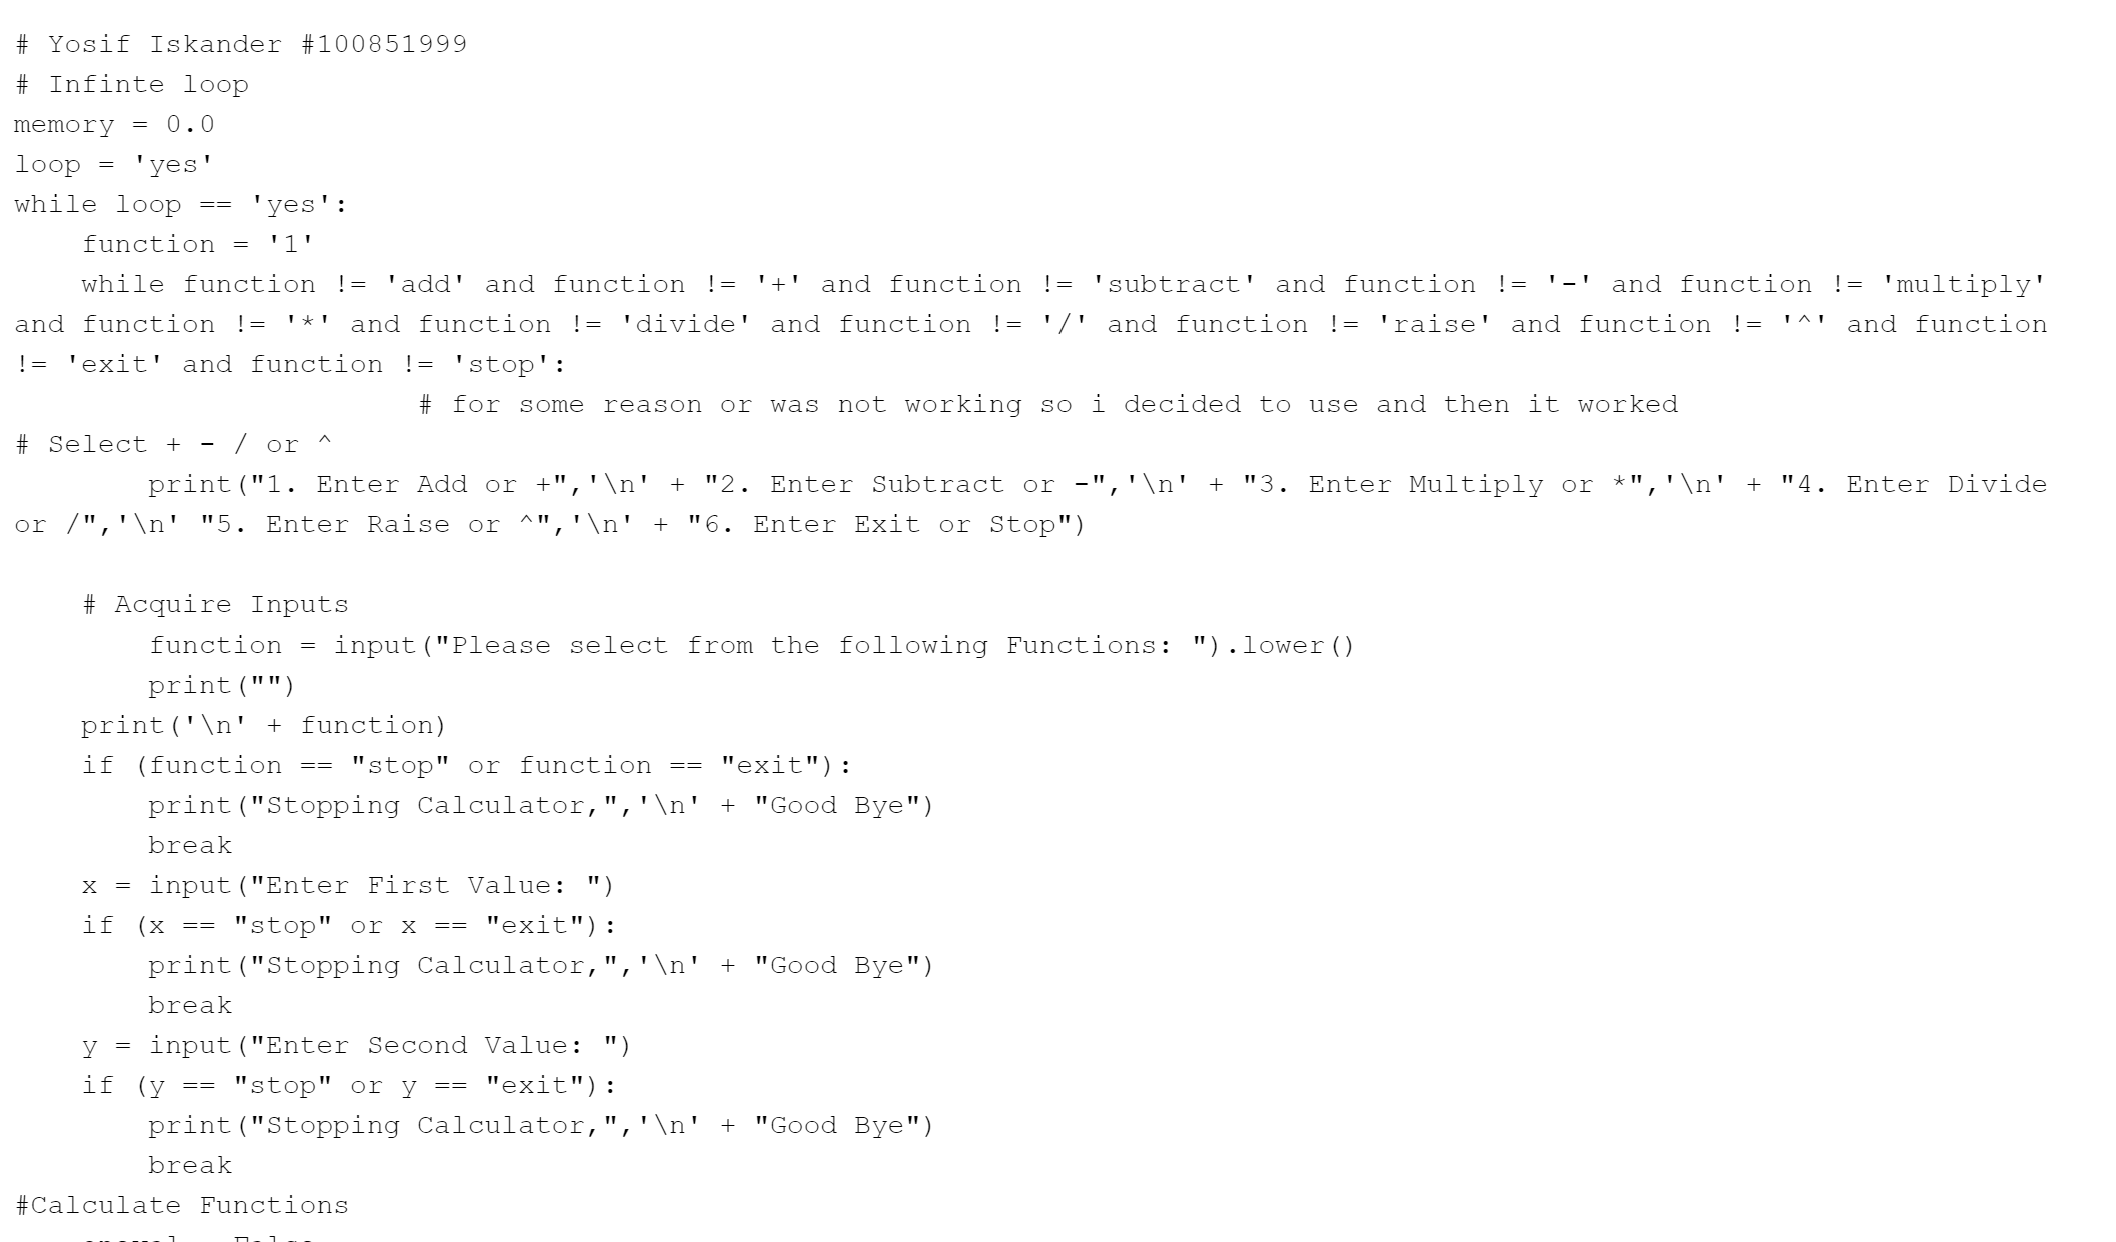 # Yosif Iskander #100851999
# Infinte loop
memory = 0.0
loop = 'yes'
while loop == 'yes':
    function = '1'
    while function != 'add' and function != '+' and function != 'subtract' and function != '-' and function != 'multiply'
and function != '*' and function != 'divide' and function != '/' and function != 'raise' and function != '^' and function
!= 'exit' and function != 'stop':
                        # for some reason or was not working so i decided to use and then it worked
# Select + - / or ^
        print("1. Enter Add or +",'\n' + "2. Enter Subtract or -",'\n' + "3. Enter Multiply or *",'\n' + "4. Enter Divide
or /",'\n' "5. Enter Raise or ^",'\n' + "6. Enter Exit or Stop")

    # Acquire Inputs
        function = input("Please select from the following Functions: ").lower()
        print("")
    print('\n' + function)
    if (function == "stop" or function == "exit"):
        print("Stopping Calculator,",'\n' + "Good Bye")
        break
    x = input("Enter First Value: ")
    if (x == "stop" or x == "exit"):
        print("Stopping Calculator,",'\n' + "Good Bye")
        break
    y = input("Enter Second Value: ")
    if (y == "stop" or y == "exit"):
        print("Stopping Calculator,",'\n' + "Good Bye")
        break
#Calculate Functions